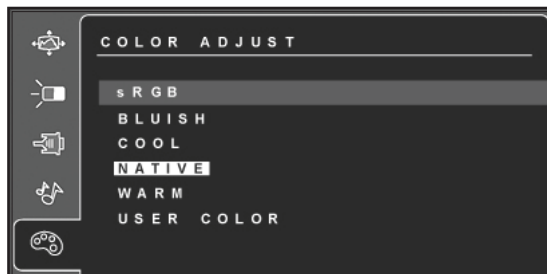 COLOR ADJUST
sRGB
BLUISH
COOL
NATIVE
WARM
USER COLOR